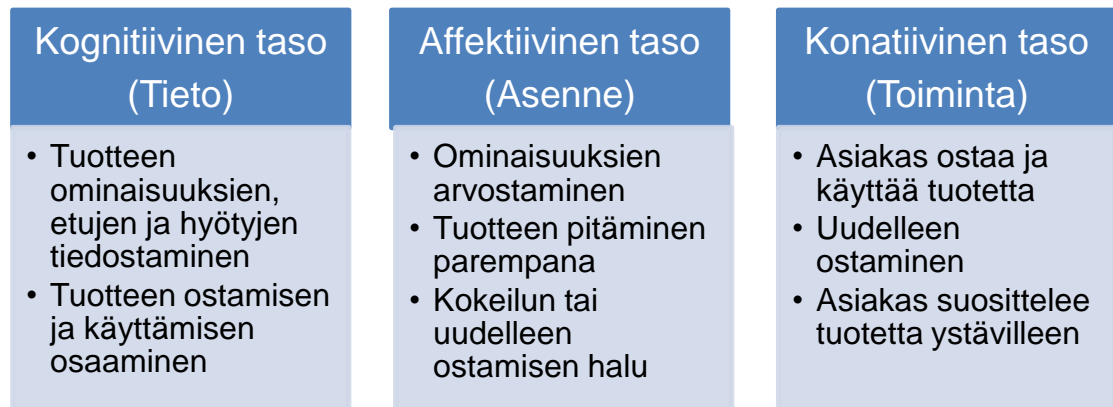 Kognitiivinen taso
(Tieto)
• Tuotteen
ominaisuuksien,
etujen ja hyötyjen
tiedostaminen
• Tuotteen ostamisen
ja käyttämisen
osaaminen
Affektiivinen taso
(Asenne)
• Ominaisuuksien
arvostaminen
• Tuotteen pitäminen
parempana
• Kokeilun tai
uudelleen
ostamisen halu
Konatiivinen taso
(Toiminta)
• Asiakas ostaa ja
käyttää tuotetta
• Uudelleen
ostaminen
• Asiakas suosittelee
tuotetta ystävilleen